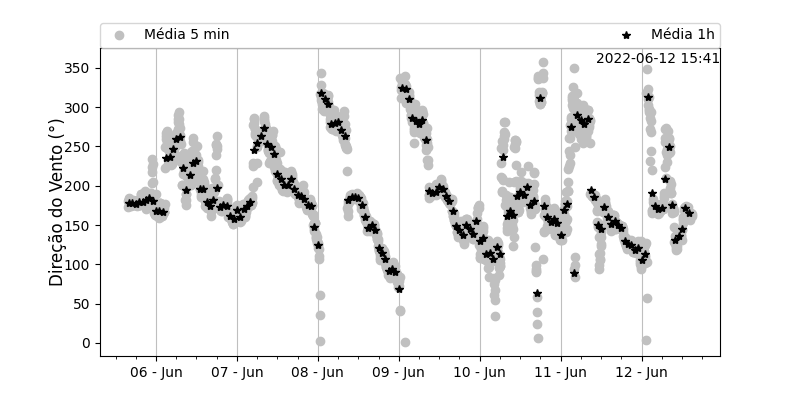 Média 5 min
Média 1h
2022-06-12 15:41
Direção do Vento (°)
350
300
250
200
150
100
50
0
06 - Jun
07 - Jun
08 - Jun
09 - Jun
10 - Jun
11 - Jun
12 - Jun